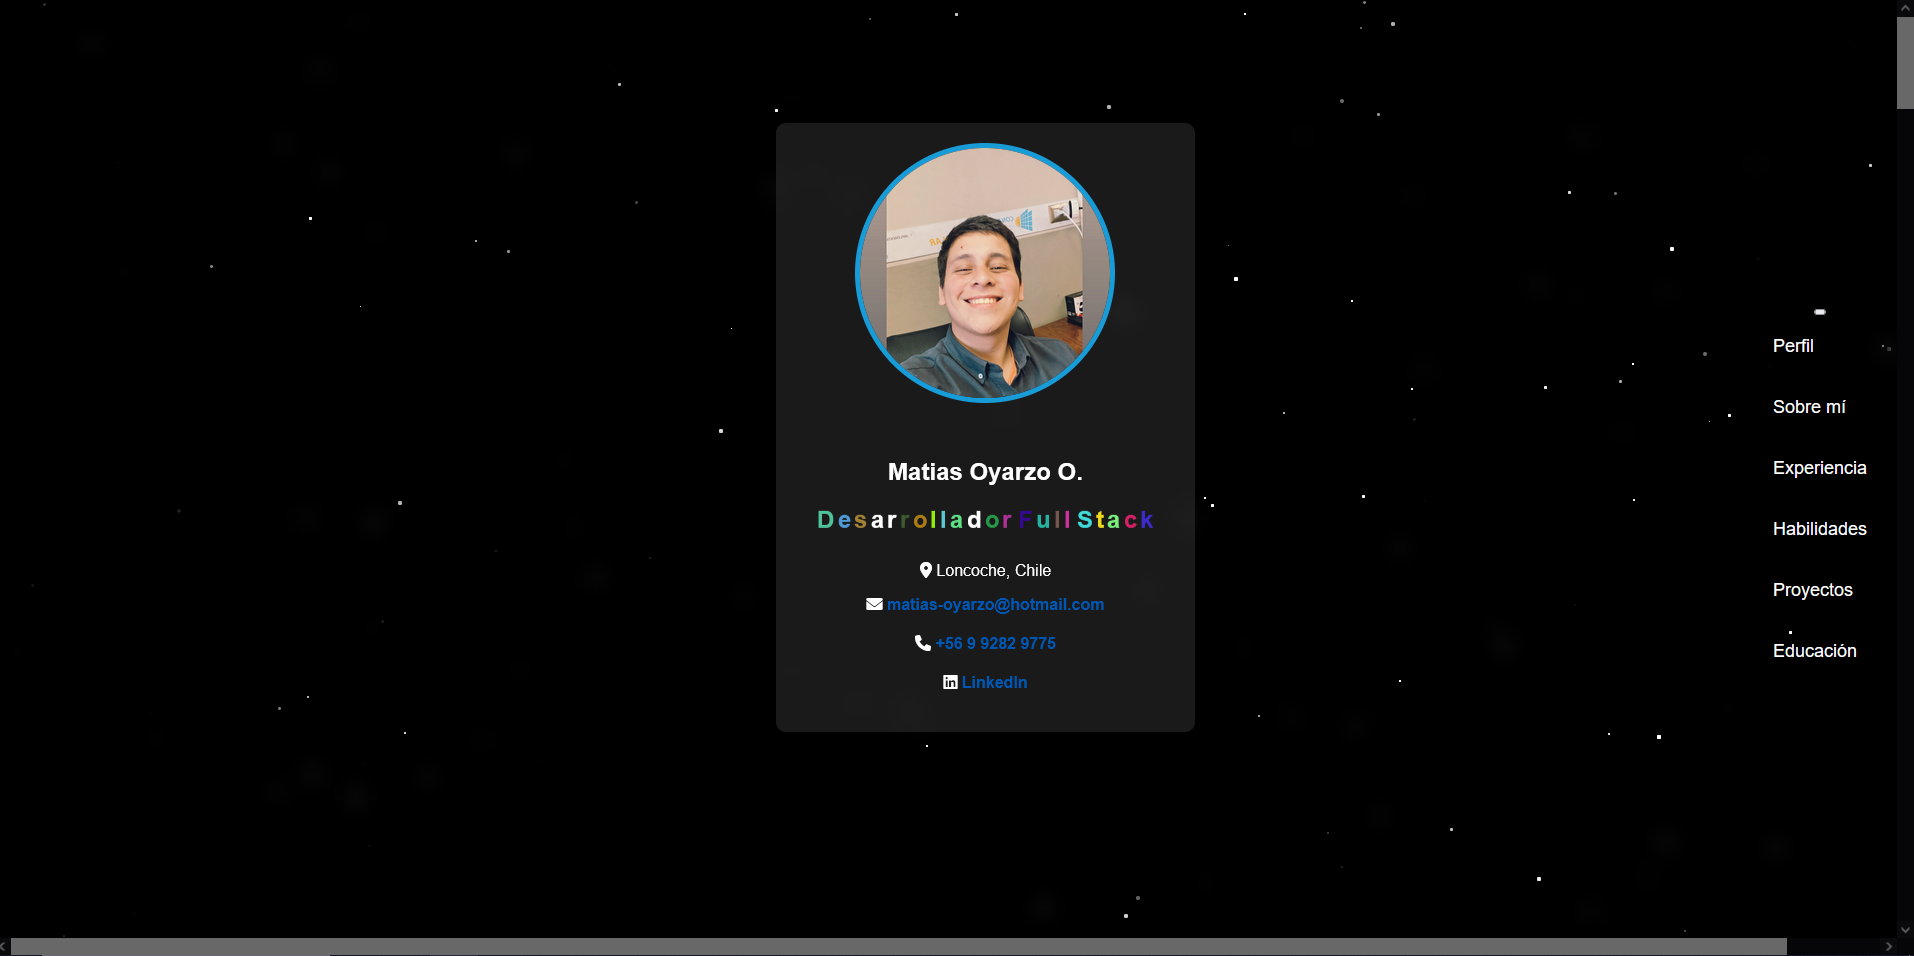 Matias Oyarzo O.
Desarrollador Full Stack
Loncoche, Chile
matias-oyarzo@hotmail.com
+56 9 9282 9775
LinkedIn
Perfil
Sobre mí
Experiencia
Habilidades
Proyectos
Educación